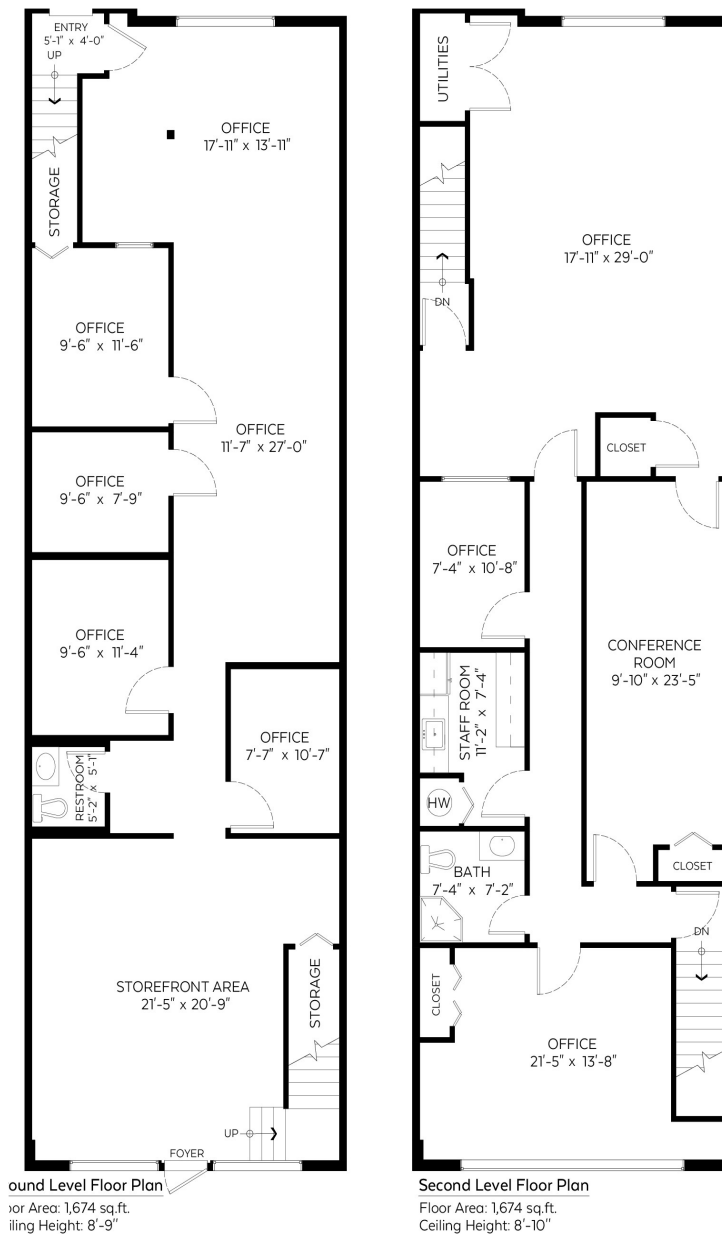 ENTRY
5'-1" x 4'-0"
UP
OFFICE
17'-11" x 13'-11"
STORAGE
OFFICE
9'-6" x 11'-6"
OFFICE
11'-7" x 27'-0"
OFFICE
9'-6" x 7'-9"
OFFICE
9'-6" x 11'-4"
OFFICE
7'-7" x 10'-7"
RESTROOM
5'-2" x 5'-1"
STOREFRONT AREA
21'-5" x 20'-9"
STORAGE
UP
FOYER
ound Level Floor Plan
oor Area: 1,674 sq.ft.
iling Height: 8'-9"
UTILITIES
OFFICE
17'-11" x 29'-0"
DN
CLOSET
OFFICE
7'-4" x 10'-8"
CONFERENCE
ROOM
9'-10" x 23'-5"
STAFF ROOM
11'-2" x 7'-4"
HW
BATH
7'-4" x 7'-2"
CLOSET
DN
CLOSET
OFFICE
21'-5" x 13'-8"
Second Level Floor Plan
Floor Area: 1,674 sq.ft.
Ceiling Height: 8'-10"